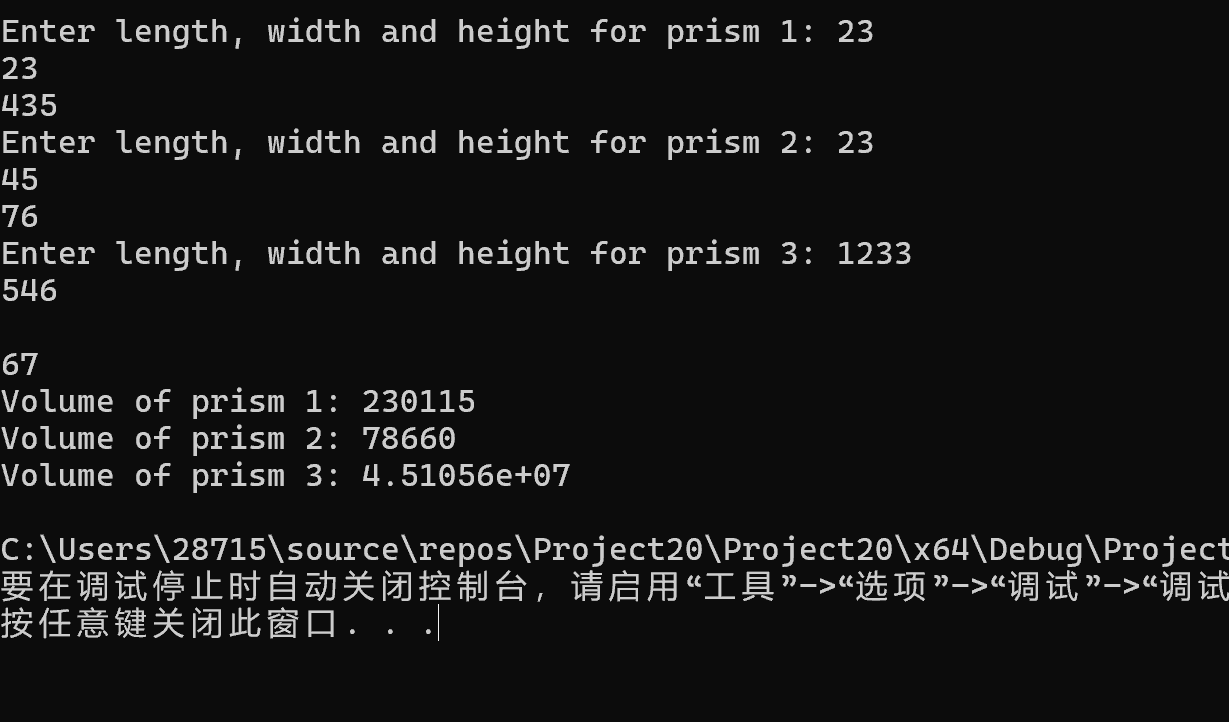 Enter length, width and height for prism 1: 23
23
435
Enter length, width and height for prism 2: 23
45
76
Enter length, width and height for prism 3: 1233
546
67
Volume of prism 1: 230115
Volume of prism 2: 78660
Volume of prism 3: 4.51056e+07
C:\Users\28715\source\repos\Project20\Project20\x64\Debug\Project
要在调试停止时自动关闭控制台，请启用“工具”->“选项”->“调试”->“调试
按任意键关闭此窗口. . .